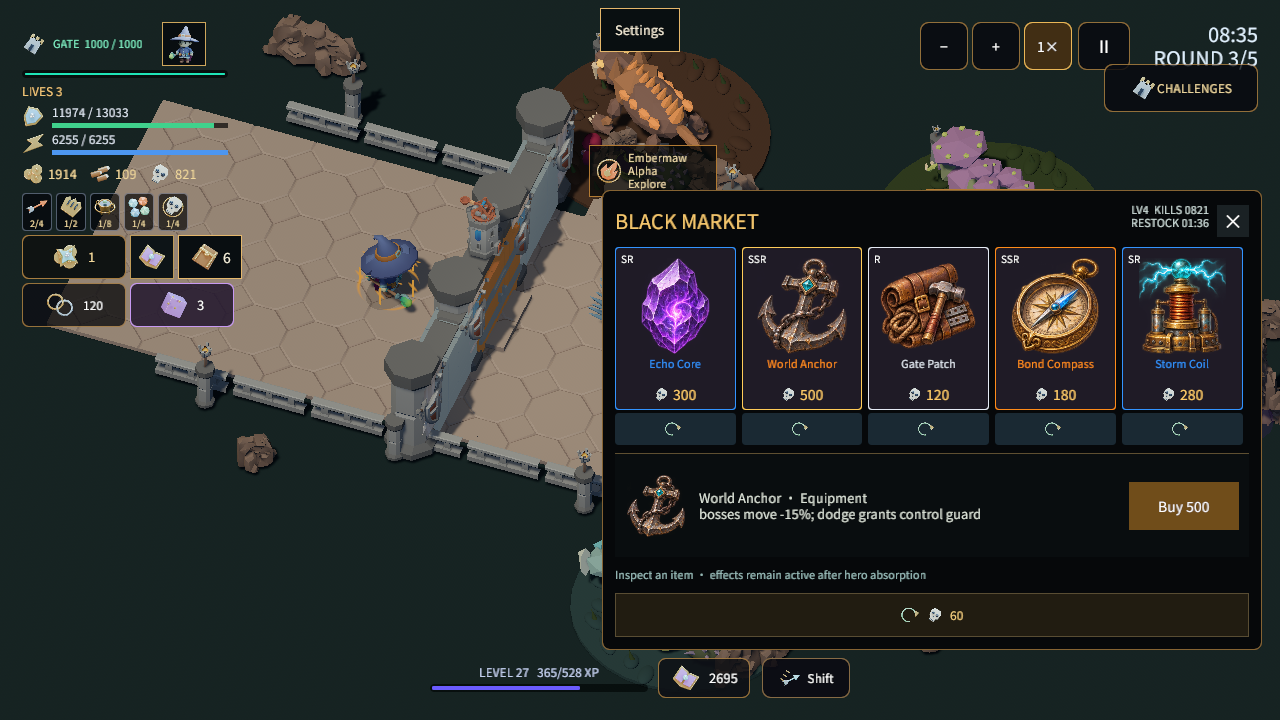 GATE 1000 / 1000
Settings
−
+
1×
08:35
ROUND 3/5
CHALLENGES
LIVES 3
11974 / 13033
6255 / 6255
1914
109
821
2/4
1/2
1/8
1/4
1/4
1
6
120
3
Embermaw
Alpha
Explore
BLACK MARKET
LV4 KILLS 0821
RESTOCK 01:36
SR
SSR
R
SSR
SR
Echo Core
World Anchor
Gate Patch
Bond Compass
Storm Coil
300
500
120
180
280
World Anchor • Equipment
bosses move -15%; dodge grants control guard
Buy 500
Inspect an item • effects remain active after hero absorption
60
LEVEL 27 365/528 XP
2695
Shift